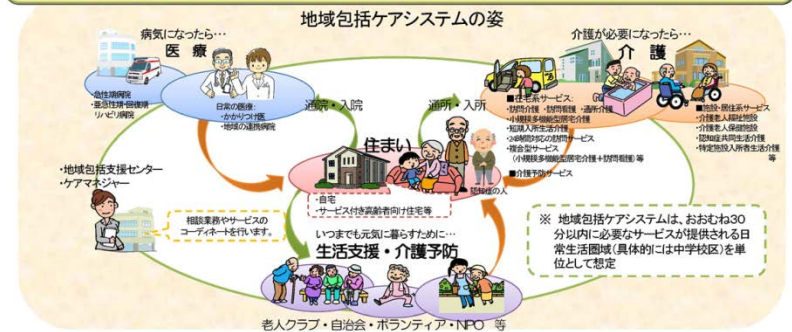 地域包括ケアシステムの姿
病気になったら…
医 療
・急性期病院
・亜急性期・回復期
リハビリ病院
日常の医療：
・かかりつけ医
・地域の連携病院
通院・入院
通所・入所
介護が必要になったら…
介 護
■在宅系サービス：
・訪問介護 ・訪問看護 ・通所介護
・小規模多機能型居宅介護
・短期入所生活介護
・24時間対応の訪問サービス
・複合型サービス
（小規模多機能型居宅介護＋訪問看護）等
■介護予防サービス
■施設・居住系サービス
・介護老人福祉施設
・介護老人保健施設
・認知症共同生活介護
・特定施設入所者生活介護
等
住まい
認知症の人
・自宅
・サービス付き高齢者向け住宅等
・地域包括支援センター
・ケアマネジャー
相談業務やサービスの
コーディネートを行います。
いつまでも元気に暮らすために…
生活支援・介護予防
老人クラブ・自治会・ボランティア・NPO 等
※ 地域包括ケアシステムは、おおむね30
分以内に必要なサービスが提供される日
常生活圏域（具体的には中学校区）を単
位として想定